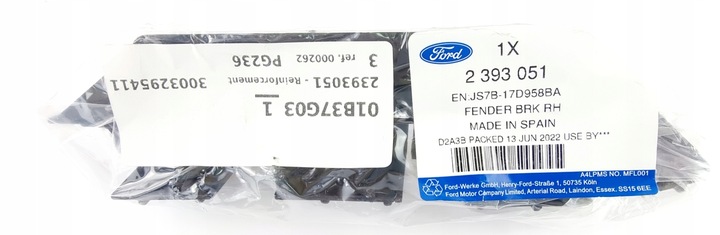 01B37G03 1
2393051 - Reinforcement 3003295411
3 ref. 000262 PG236
Ford
1X
2 393 051
EN:JS7B-17D958BA
FENDER BRK RH
MADE IN SPAIN
D2A3B PACKED 13 JUN 2022 USE BY***
A4LPMS NO. MFL001
Ford-Werke GmbH, Henry-Ford-Straße 1, 50735 Köln
Ford Motor Company Limited, Arterial Road, Laindon, Essex. SS15 6EE